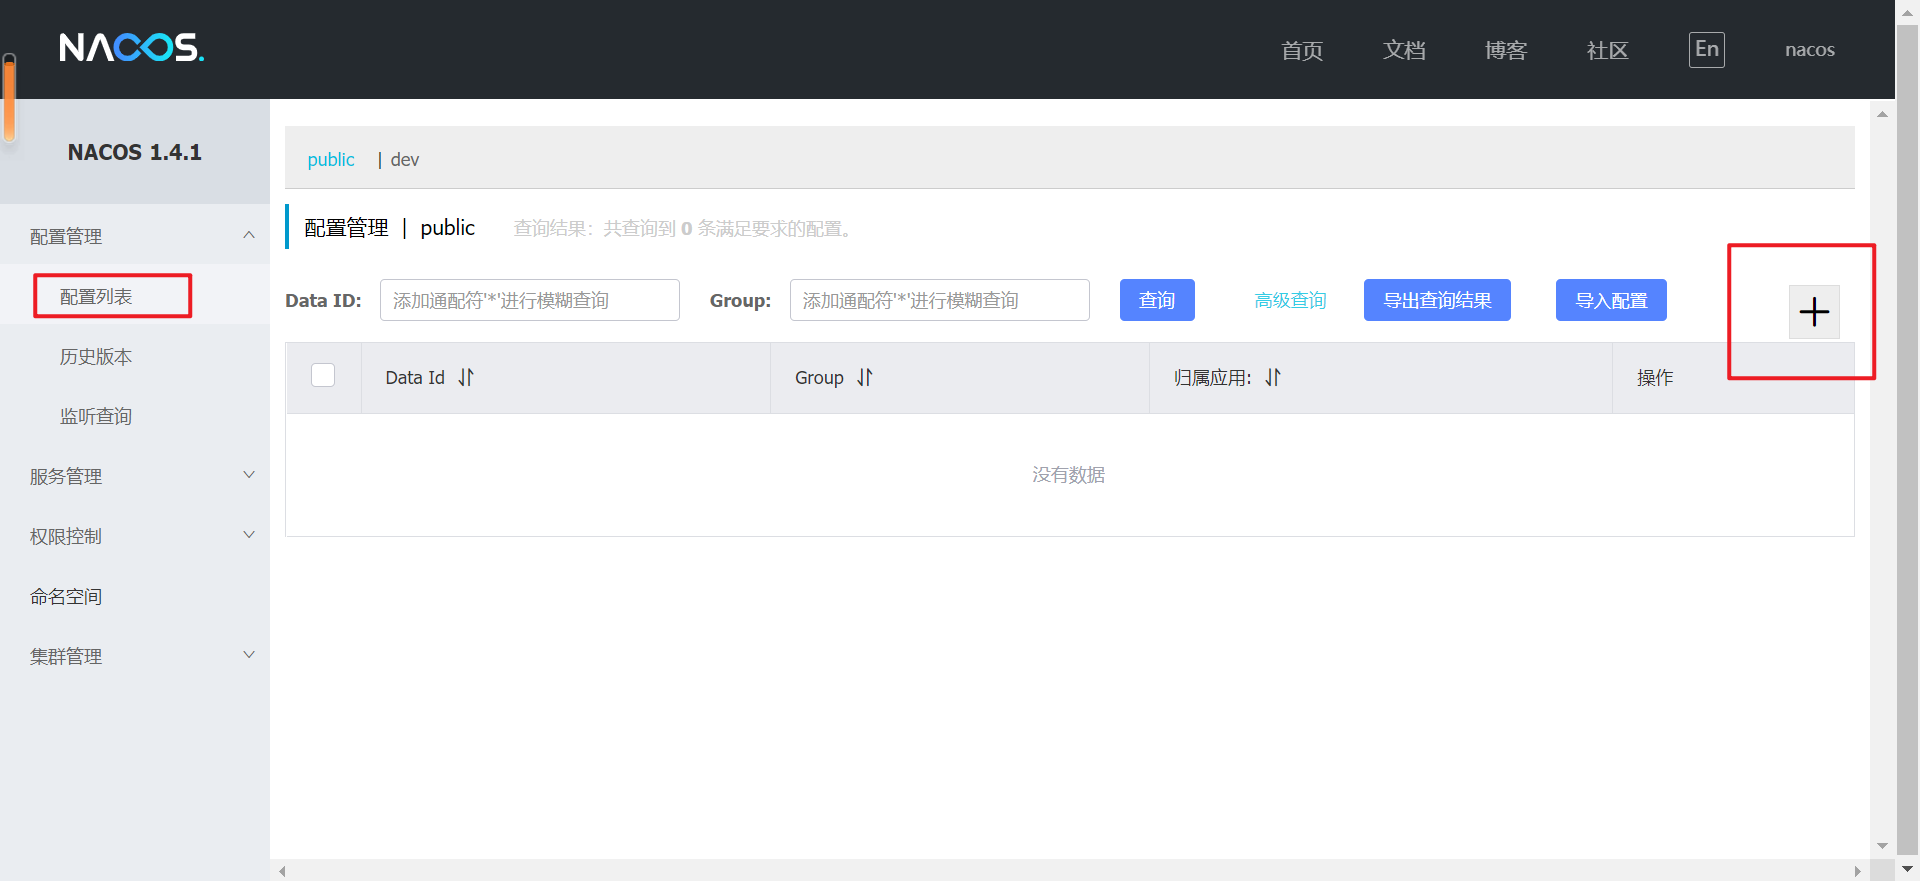 NACOS.
首页 文档 博客 社区 En nacos
NACOS 1.4.1
配置管理
配置列表
历史版本
监听查询
服务管理
权限控制
命名空间
集群管理
public | dev
配置管理 | public 查询结果：共查询到 0 条满足要求的配置。
Data ID: 添加通配符'*'进行模糊查询 Group: 添加通配符'*'进行模糊查询 查询 高级查询 导出查询结果 导入配置
Data Id Group 归属应用: 操作
没有数据